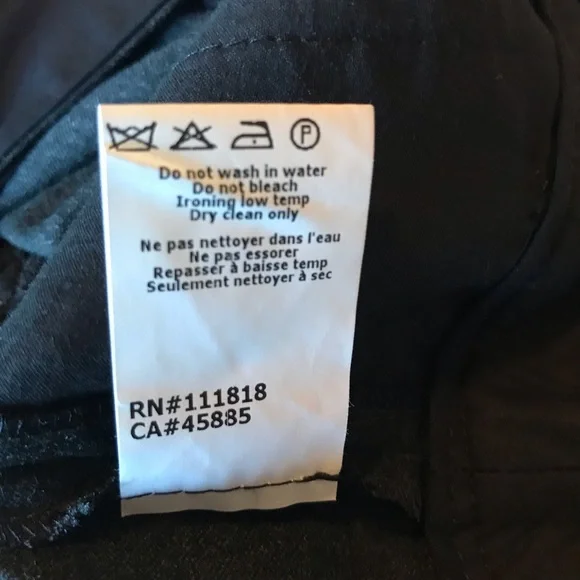 P
Do not wash in water
Do not bleach
Ironing low temp
Dry clean only
Ne pas nettoyer dans l'eau
Ne pas essorer
Repasser à baisse temp
Seulement nettoyer à sec
RN#111818
CA#45885